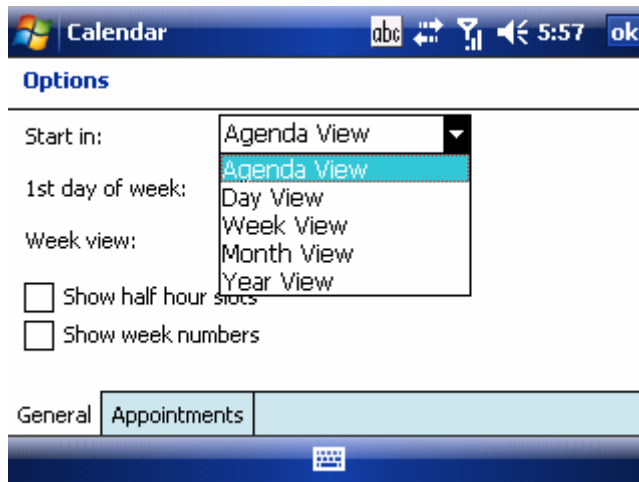 Calendar abc 5:57 ok
Options
Start in: Agenda View
Agenda View
1st day of week: Day View
Week View
Week view: Month View
Year View
Show half hour slots
Show week numbers
General Appointments